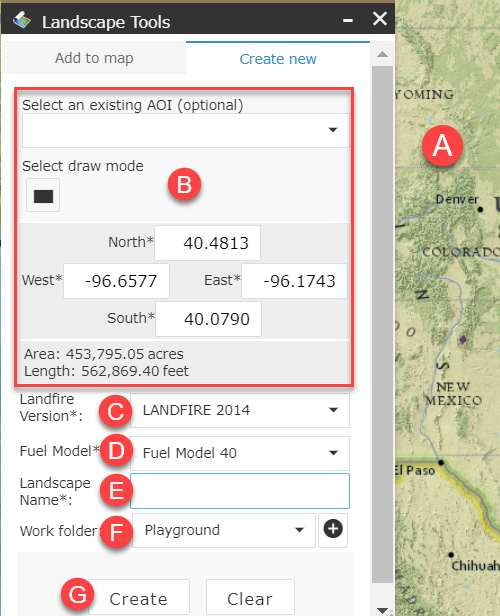 Landscape Tools
Add to map
Create new
Select an existing AOI (optional)
Select draw mode
B
North* 40.4813
West* -96.6577 East* -96.1743
South* 40.0790
Area: 453,795.05 acres
Length: 562,869.40 feet
Landfire
Version*:
C
LANDFIRE 2014
Fuel Model*
D
Fuel Model 40
Landscape
Name*:
E
Work folder
F
Playground
G
Create
Clear
YOMING
A
Denver
COLORADO
N
S
NEW
MEXICO
El Paso
Chihuah